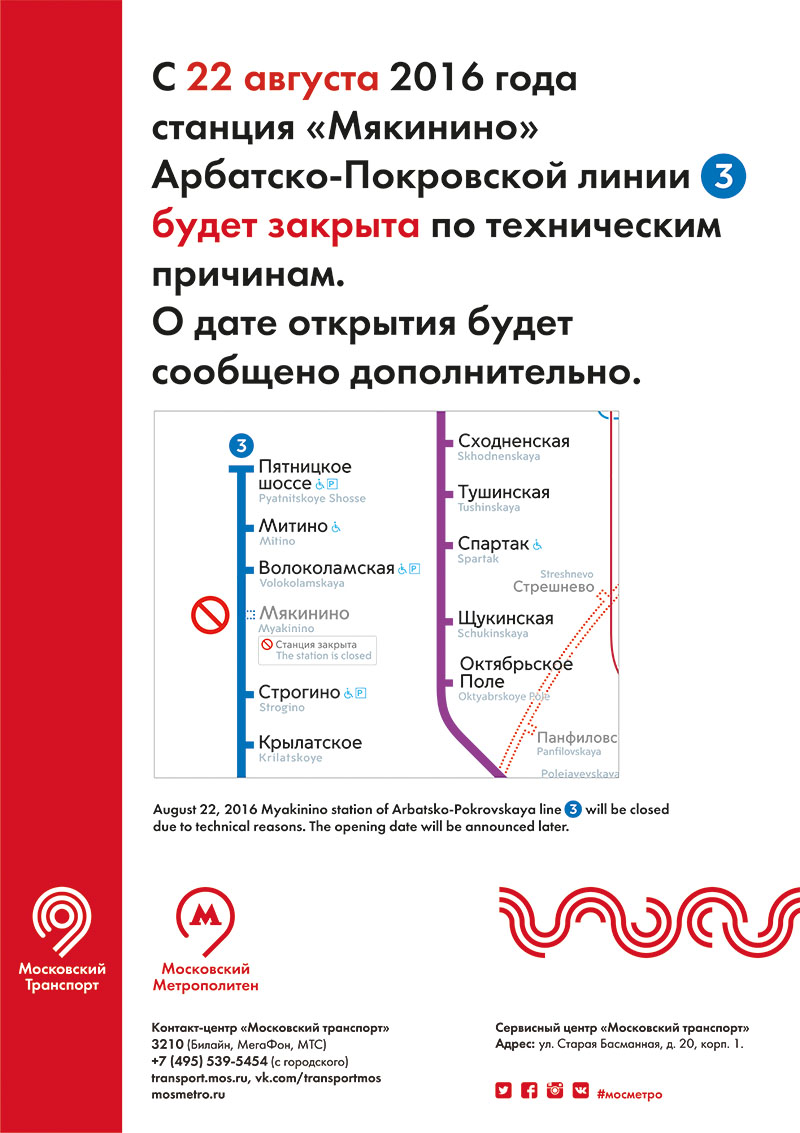 С 22 августа 2016 года
станция «Мякинино»
Арбатско-Покровской линии 3
будет закрыта по техническим
причинам.
О дате открытия будет
сообщено дополнительно.
3
Пятницкое
шоссе P
Pyatnitskoye Shosse
Митино
Mitino
Волоколамская P
Volokolamskaya
Мякинино
Myakinino
Станция закрыта
The station is closed
Строгино P
Strogino
Крылатское
Krilatskoye
Сходненская
Skhodnenskaya
Тушинская
Tushinskaya
Спартак
Spartak
Streshnevo
Стрешнево
Щукинская
Schukinskaya
Октябрьское
Поле
Oktyabrskoye Pole
Панфиловс
Panfilovskaya
Polejayevskaya
August 22, 2016 Myakinino station of Arbatsko-Pokrovskaya line 3 will be closed
due to technical reasons. The opening date will be announced later.
Московский
Транспорт
М
Московский
Метрополитен
Контакт-центр «Московский транспорт»
3210 (Билайн, МегаФон, МТС)
+7 (495) 539-5454 (с городского)
transport.mos.ru, vk.com/transportmos
mosmetro.ru
Сервисный центр «Московский транспорт»
Адрес: ул. Старая Басманная, д. 20, корп. 1.
#мосметро